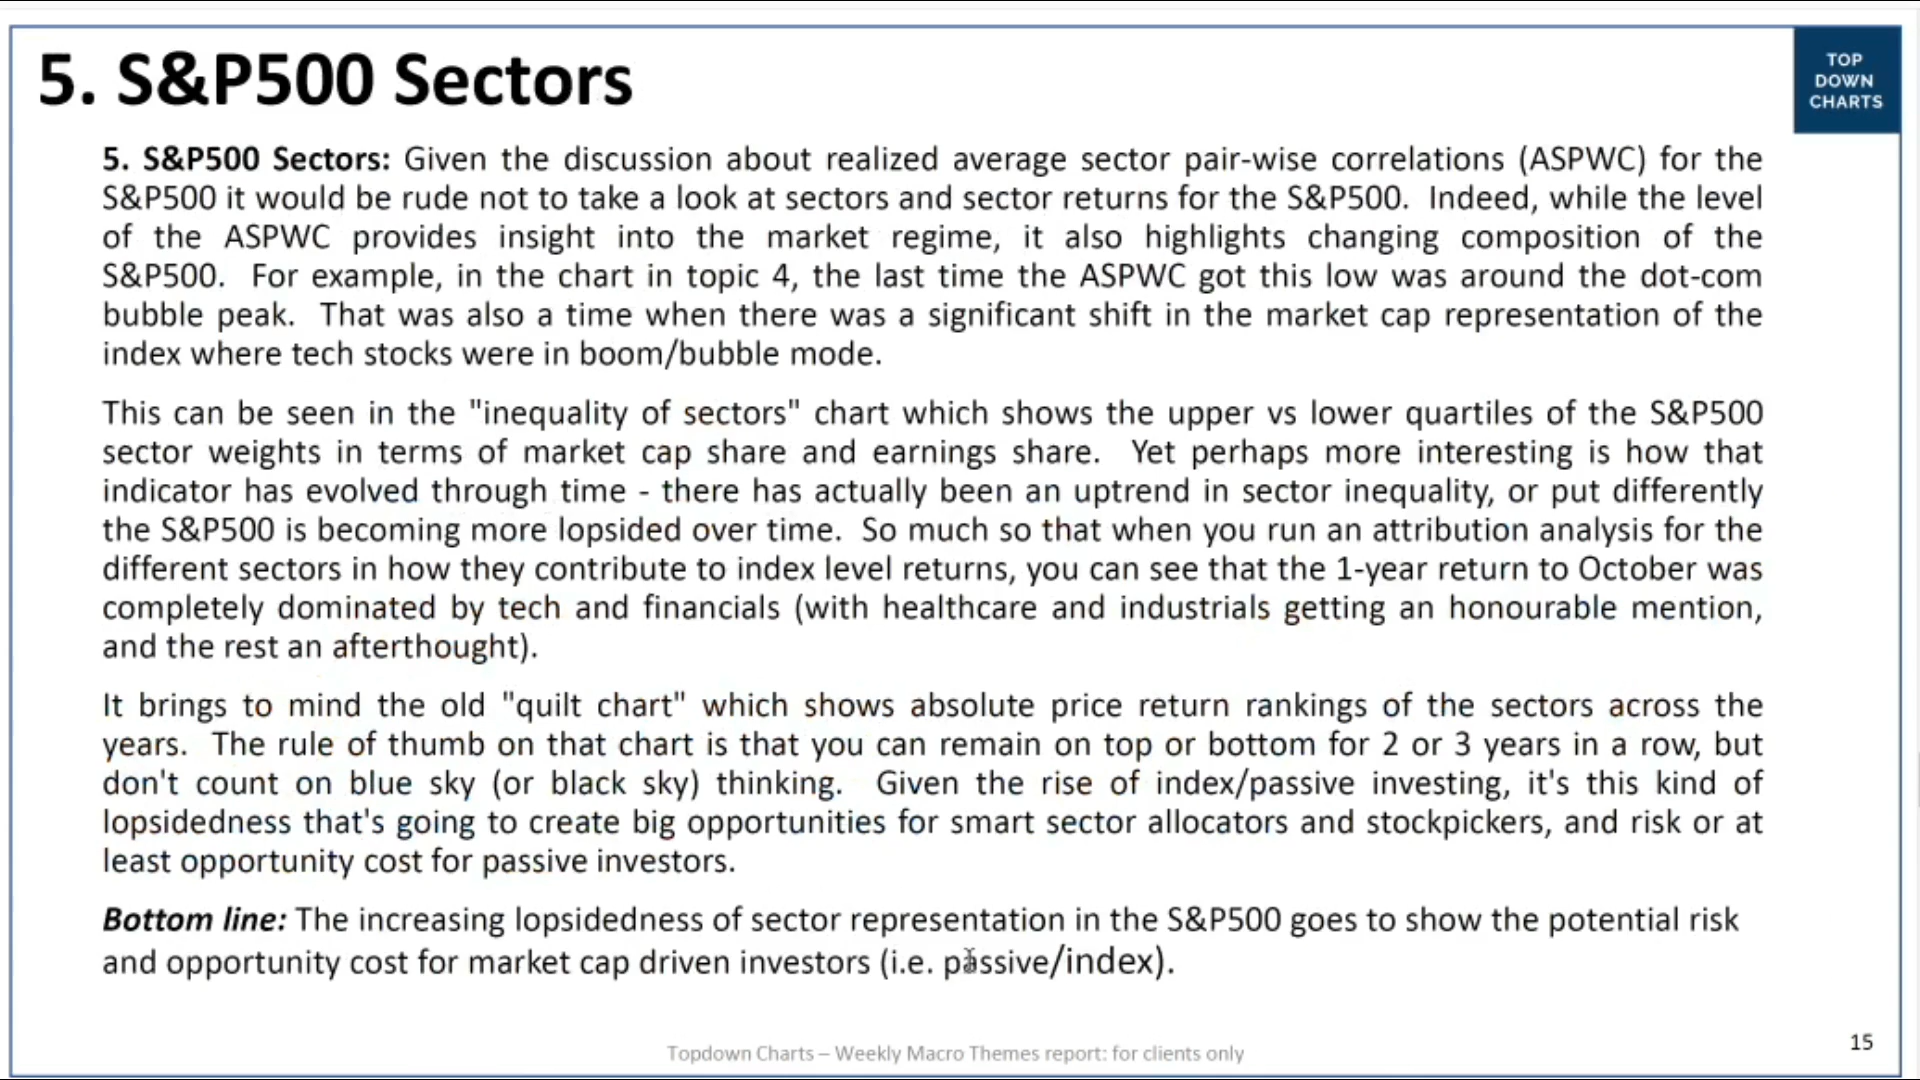 5. S&P500 Sectors
TOP
DOWN
CHARTS
5. S&P500 Sectors: Given the discussion about realized average sector pair-wise correlations (ASPWC) for the
S&P500 it would be rude not to take a look at sectors and sector returns for the S&P500. Indeed, while the level
of the ASPWC provides insight into the market regime, it also highlights changing composition of the
S&P500. For example, in the chart in topic 4, the last time the ASPWC got this low was around the dot-com
bubble peak. That was also a time when there was a significant shift in the market cap representation of the
index where tech stocks were in boom/bubble mode.
This can be seen in the "inequality of sectors" chart which shows the upper vs lower quartiles of the S&P500
sector weights in terms of market cap share and earnings share. Yet perhaps more interesting is how that
indicator has evolved through time - there has actually been an uptrend in sector inequality, or put differently
the S&P500 is becoming more lopsided over time. So much so that when you run an attribution analysis for the
different sectors in how they contribute to index level returns, you can see that the 1-year return to October was
completely dominated by tech and financials (with healthcare and industrials getting an honourable mention,
and the rest an afterthought).
It brings to mind the old "quilt chart" which shows absolute price return rankings of the sectors across the
years. The rule of thumb on that chart is that you can remain on top or bottom for 2 or 3 years in a row, but
don't count on blue sky (or black sky) thinking. Given the rise of index/passive investing, it's this kind of
lopsidedness that's going to create big opportunities for smart sector allocators and stockpickers, and risk or at
least opportunity cost for passive investors.
Bottom line: The increasing lopsidedness of sector representation in the S&P500 goes to show the potential risk
and opportunity cost for market cap driven investors (i.e. passive/index).
Topdown Charts – Weekly Macro Themes report: for clients only
15